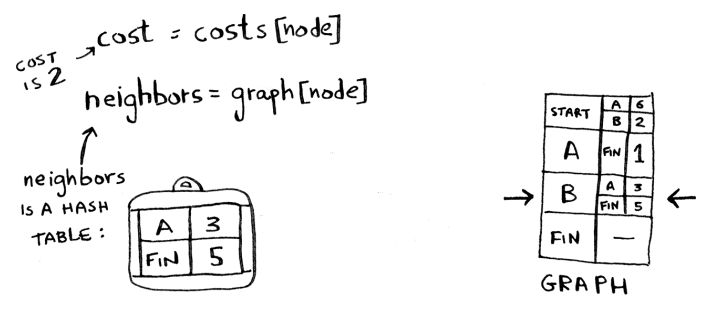 cost = costs[node]
COST
IS 2
neighbors = graph[node]
neighbors
IS A HASH
TABLE:
A 3
FIN 5
START A 6
B 2
A FIN 1
B A 3
FIN 5
FIN —
GRAPH